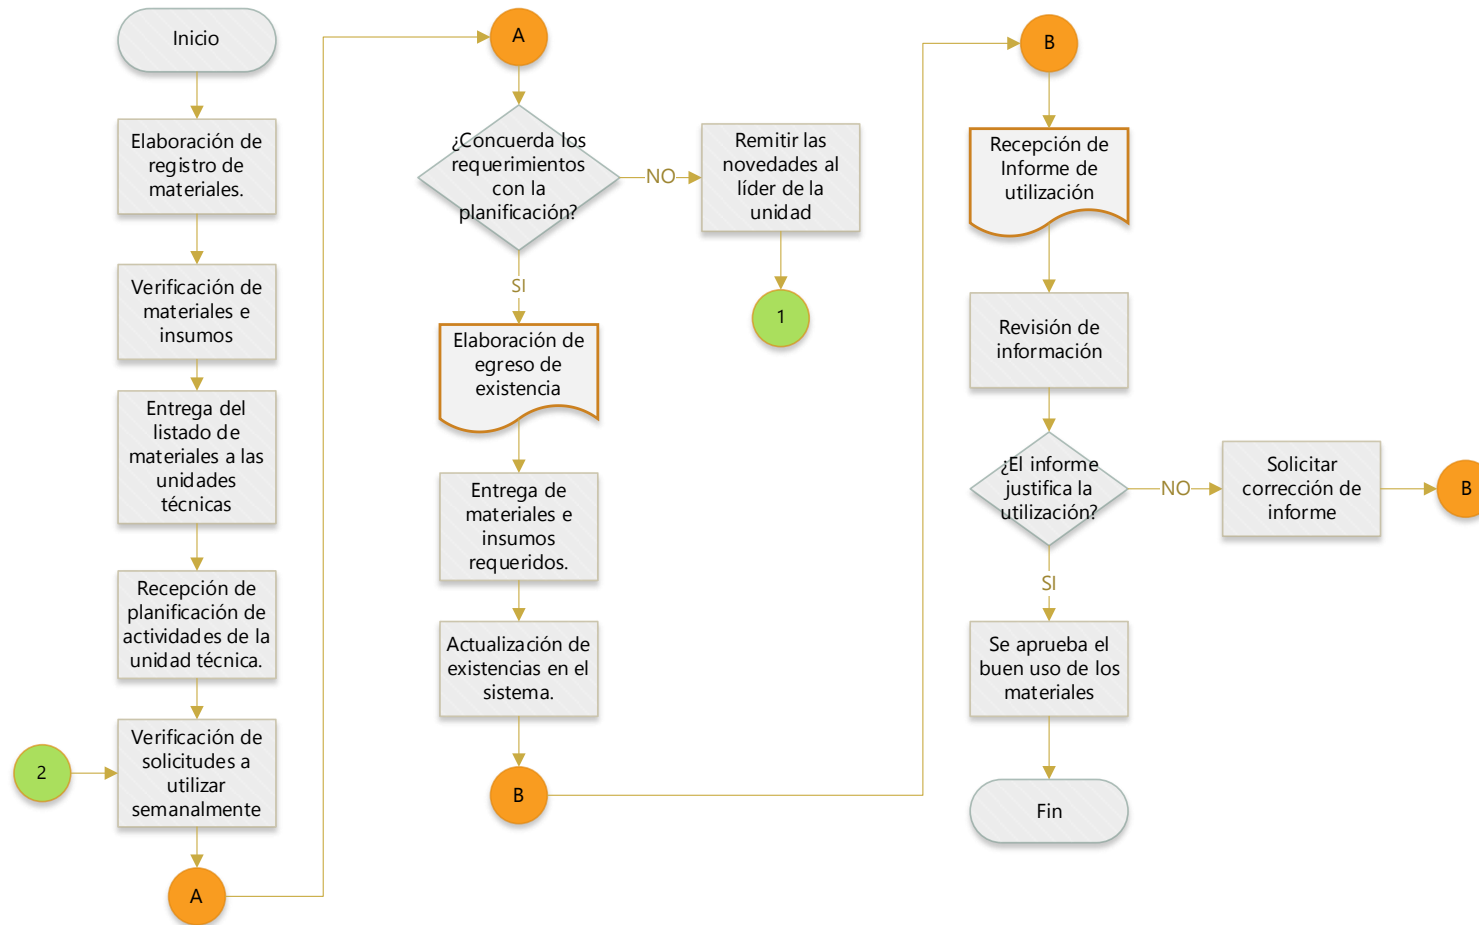 Inicio
Elaboración de
registro de
materiales.
Verificación de
materiales e
insumos
Entrega del
listado de
materiales a las
unidades
técnicas
Recepción de
planificación de
actividades de la
unidad técnica.
2
Verificación de
solicitudes a
utilizar
semanalmente
A
A
¿Concuerda los
requerimientos
con la
planificación?
NO
Remitir las
novedades al
líder de la
unidad
1
SI
Elaboración de
egreso de
existencia
Entrega de
materiales e
insumos
requeridos.
Actualización de
existencias en el
sistema.
B
B
Recepción de
Informe de
utilización
Revisión de
información
¿El informe
justifica la
utilización?
NO
Solicitar
corrección de
informe
B
SI
Se aprueba el
buen uso de los
materiales
Fin